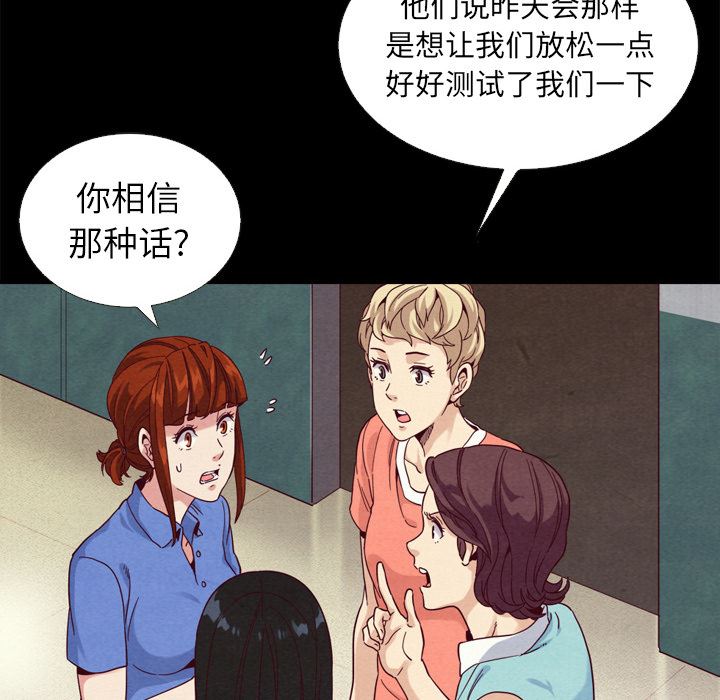 他们说昨天会那样
是想让我们放松一点
好好测试了我们一下
你相信
那种话?